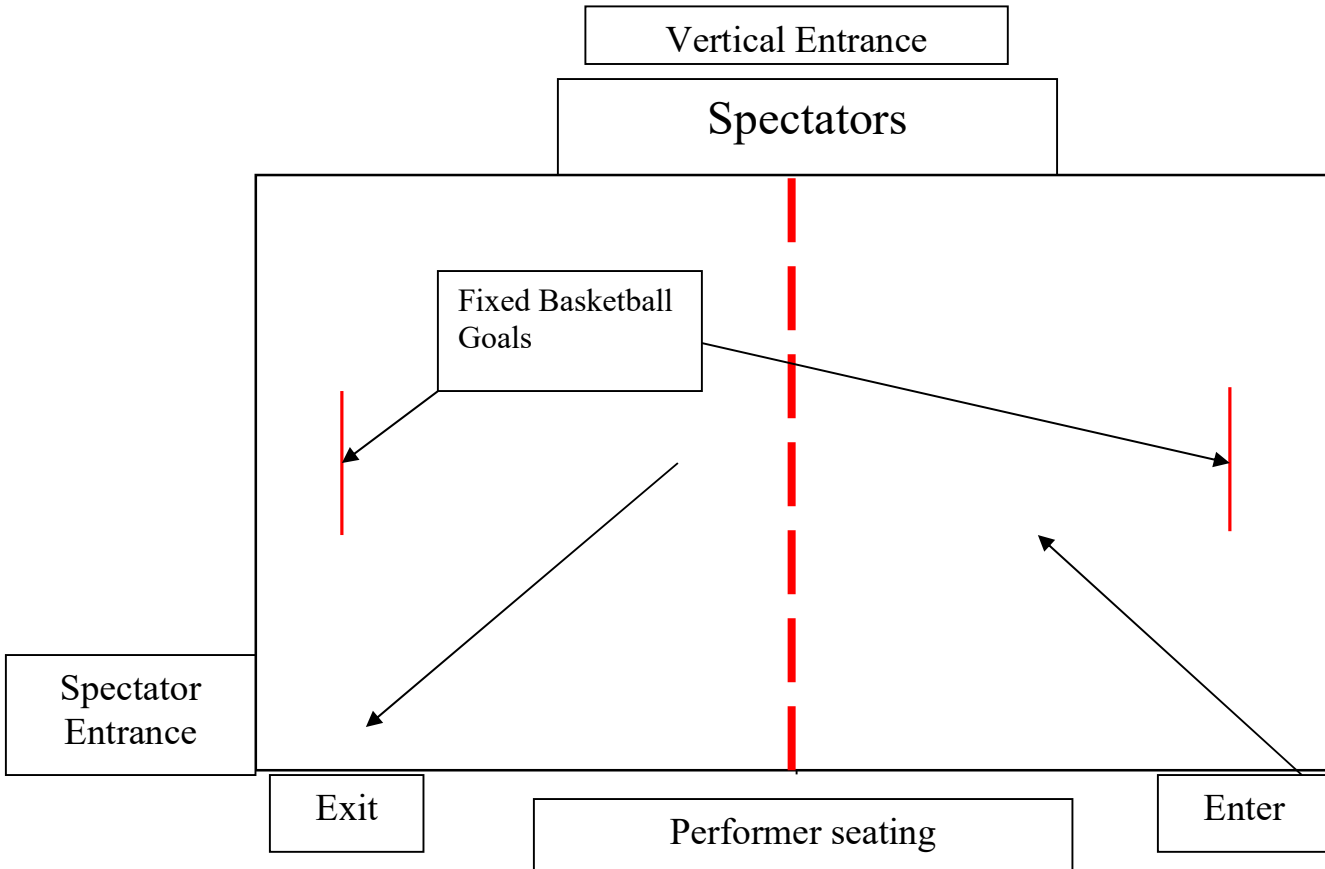 Vertical Entrance
Spectators
Fixed Basketball
Goals
Spectator
Entrance
Exit
Enter
Performer seating